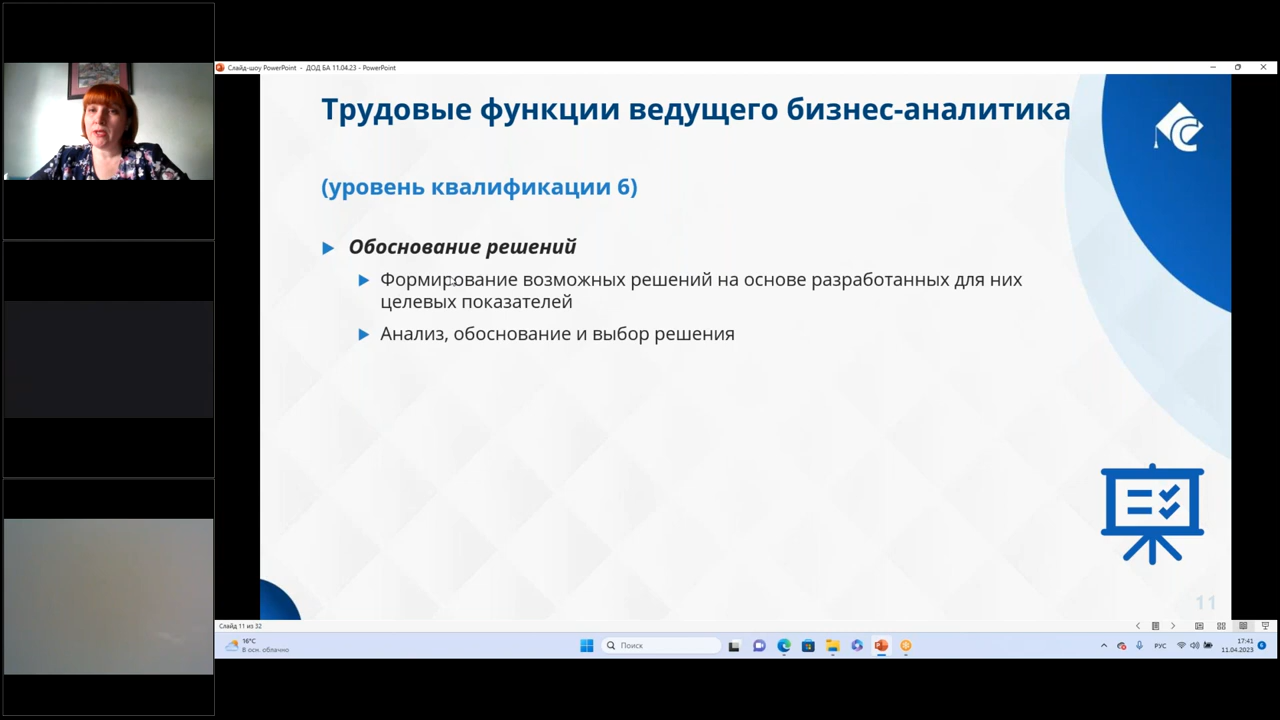 Слайд-шоу PowerPoint - ДОД БА 11.04.23 - PowerPoint
Трудовые функции ведущего бизнес-аналитика
(уровень квалификации 6)
Обоснование решений
Формирование возможных решений на основе разработанных для них
целевых показателей
Анализ, обоснование и выбор решения
11
Слайд 11 из 32
16°C
В осн. облачно
Поиск
РУС
17:41
11.04.2023